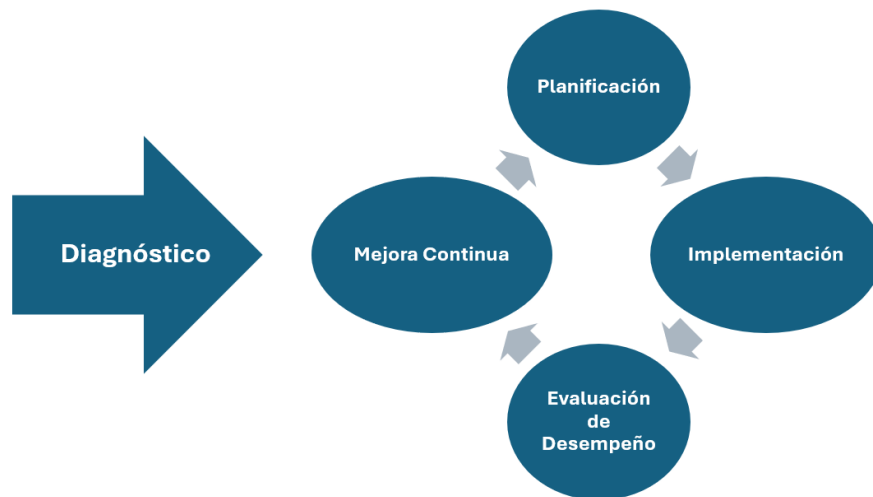 Planificación
Diagnóstico
Mejora Continua
Implementación
Evaluación
de
Desempeño